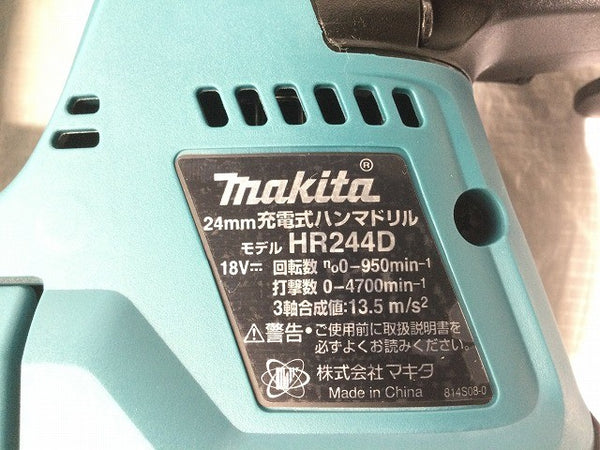 makita®
24mm充電式ハンマドリル
モデル HR244D
18V⎓ 回転数 n₀0-950min⁻¹
打撃数 0-4700min⁻¹
3軸合成値:13.5 m/s²
⚠警告・ご使用前に取扱説明書を
必ずよくお読みください。
株式会社 マキタ
Made in China 814S08-0